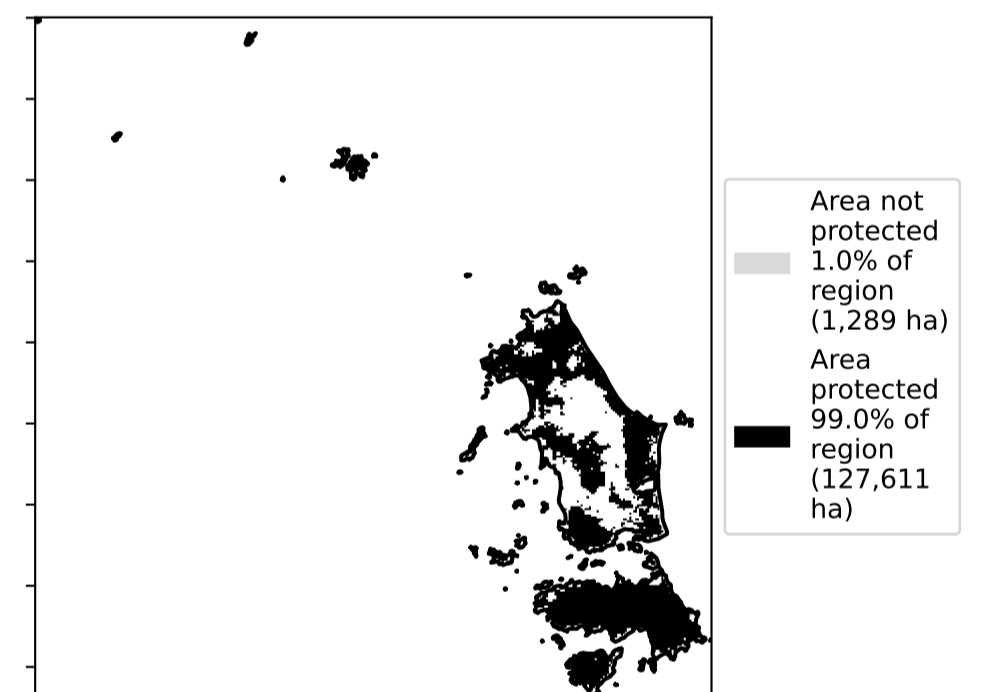 Area not
protected
1.0% of
region
(1,289 ha)
Area
protected
99.0% of
region
(127,611
ha)